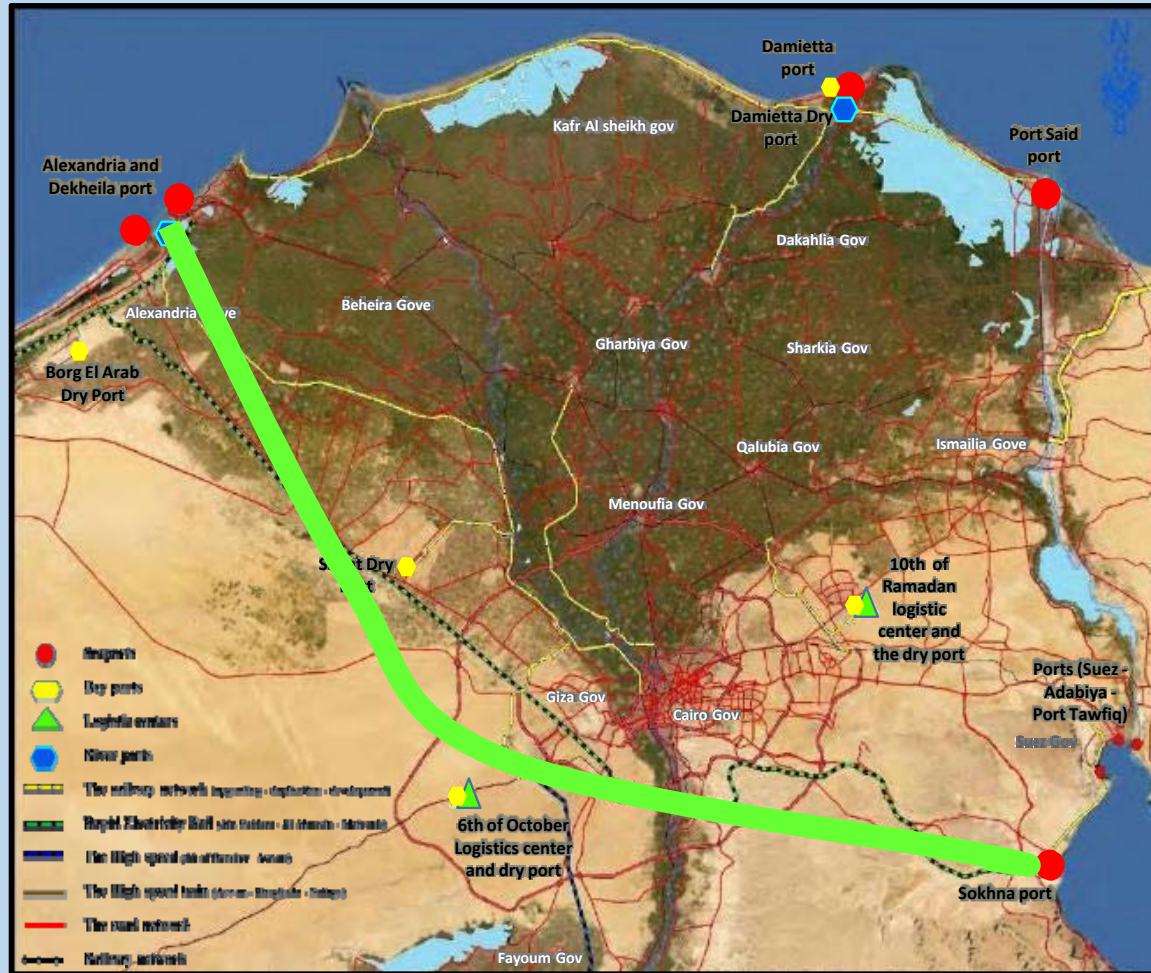 N
Damietta
port
Damietta Dry
port
Kafr Al sheikh gov
Port Said
port
Alexandria and
Dekheila port
Dakahlia Gov
Beheira Gove
Alexandria
Gharbiya Gov
Sharkia Gov
Borg El Arab
Dry Port
Qalubia Gov
Ismailia Gove
Menoufia Gov
Dry
10th of
Ramadan
logistic
center and
the dry port
Ports (Suez -
Adabiya -
Port Tawfiq)
Suez Gov
Giza Gov
Cairo Gov
6th of October
Logistics center
and dry port
Sokhna port
Fayoum Gov
Seaports
Dry ports
Logistic centers
River ports
The railway network
Rapid Electricity Rail
The High speed
The High speed train
The road network
Railway network